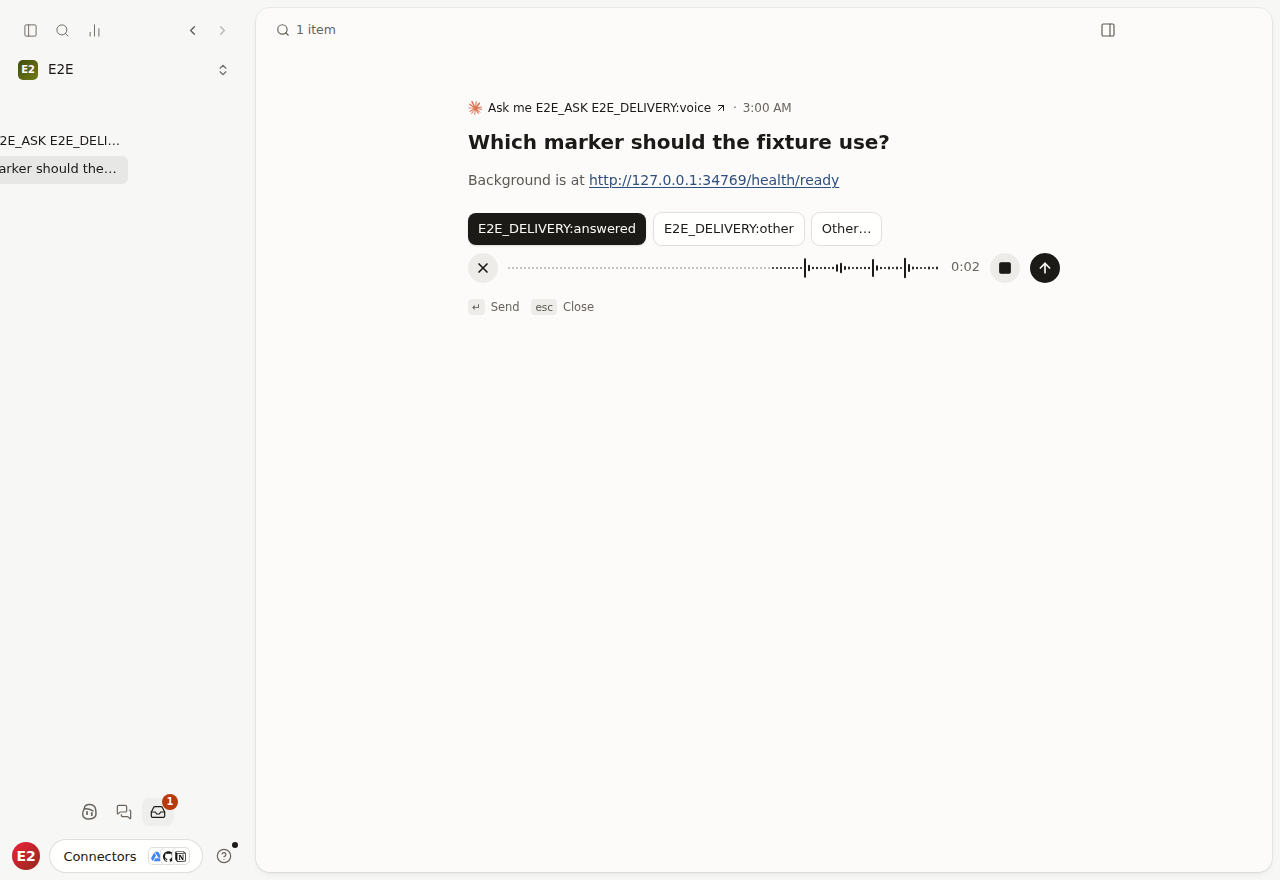 1 item
E2 E2E
2E_ASK E2E_DELI…
arker should the…
Ask me E2E_ASK E2E_DELIVERY:voice · 3:00 AM
Which marker should the fixture use?
Background is at http://127.0.0.1:34769/health/ready
E2E_DELIVERY:answered E2E_DELIVERY:other Other…
0:02
↵ Send esc Close
1
E2 Connectors